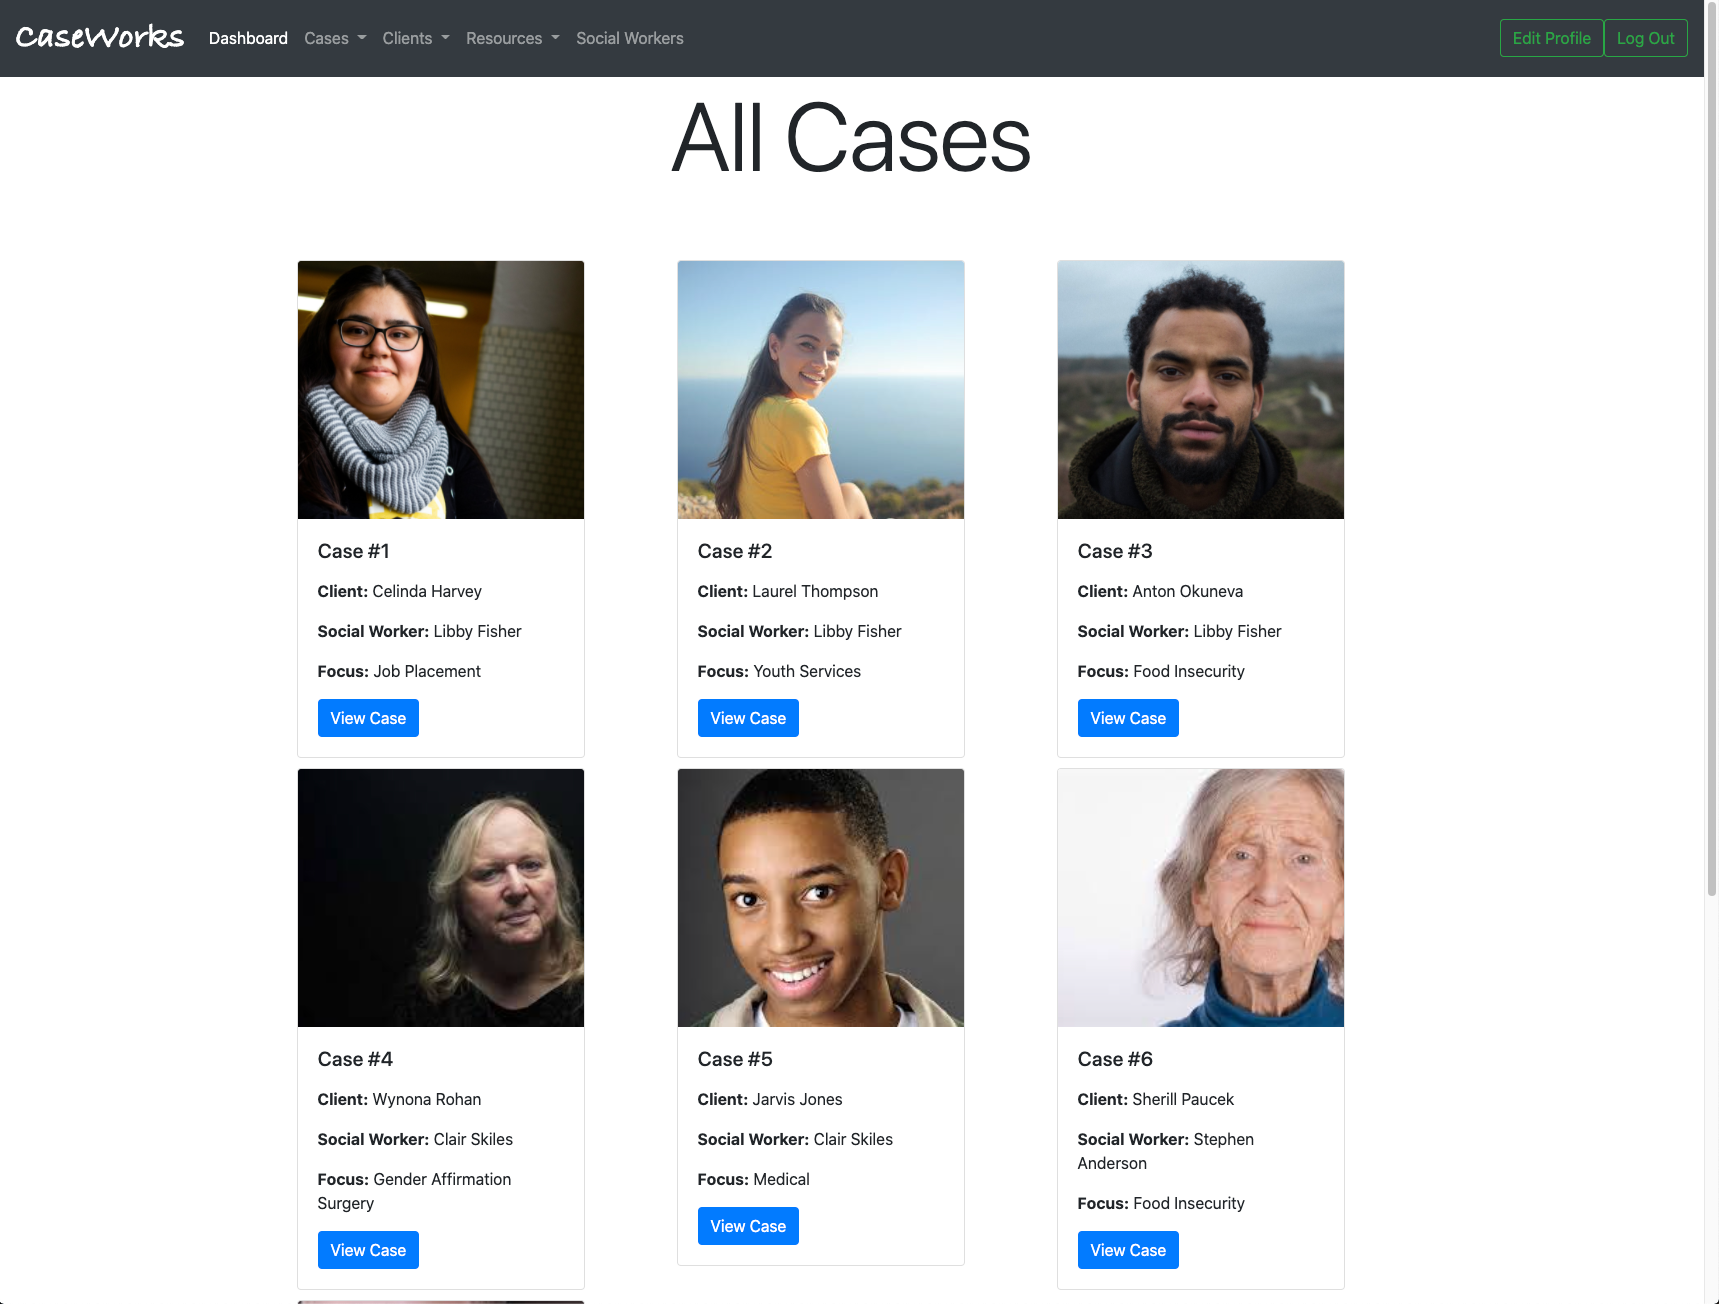 CaseWorks Dashboard Cases Clients Resources Social Workers Edit Profile Log Out
All Cases
Case #1
Client: Celinda Harvey
Social Worker: Libby Fisher
Focus: Job Placement
View Case
Case #2
Client: Laurel Thompson
Social Worker: Libby Fisher
Focus: Youth Services
View Case
Case #3
Client: Anton Okuneva
Social Worker: Libby Fisher
Focus: Food Insecurity
View Case
Case #4
Client: Wynona Rohan
Social Worker: Clair Skiles
Focus: Gender Affirmation
Surgery
View Case
Case #5
Client: Jarvis Jones
Social Worker: Clair Skiles
Focus: Medical
View Case
Case #6
Client: Sherill Paucek
Social Worker: Stephen
Anderson
Focus: Food Insecurity
View Case